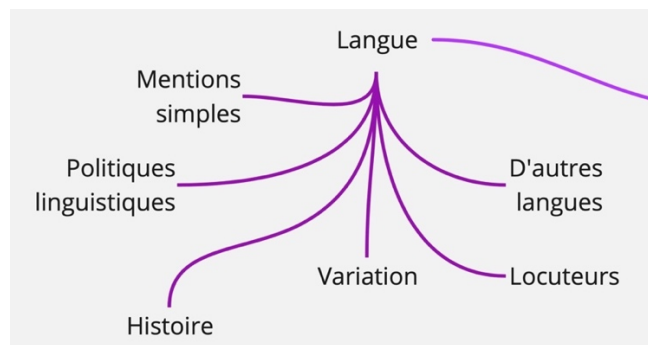 Langue
Mentions
simples
Politiques
linguistiques
D'autres
langues
Variation
Locuteurs
Histoire